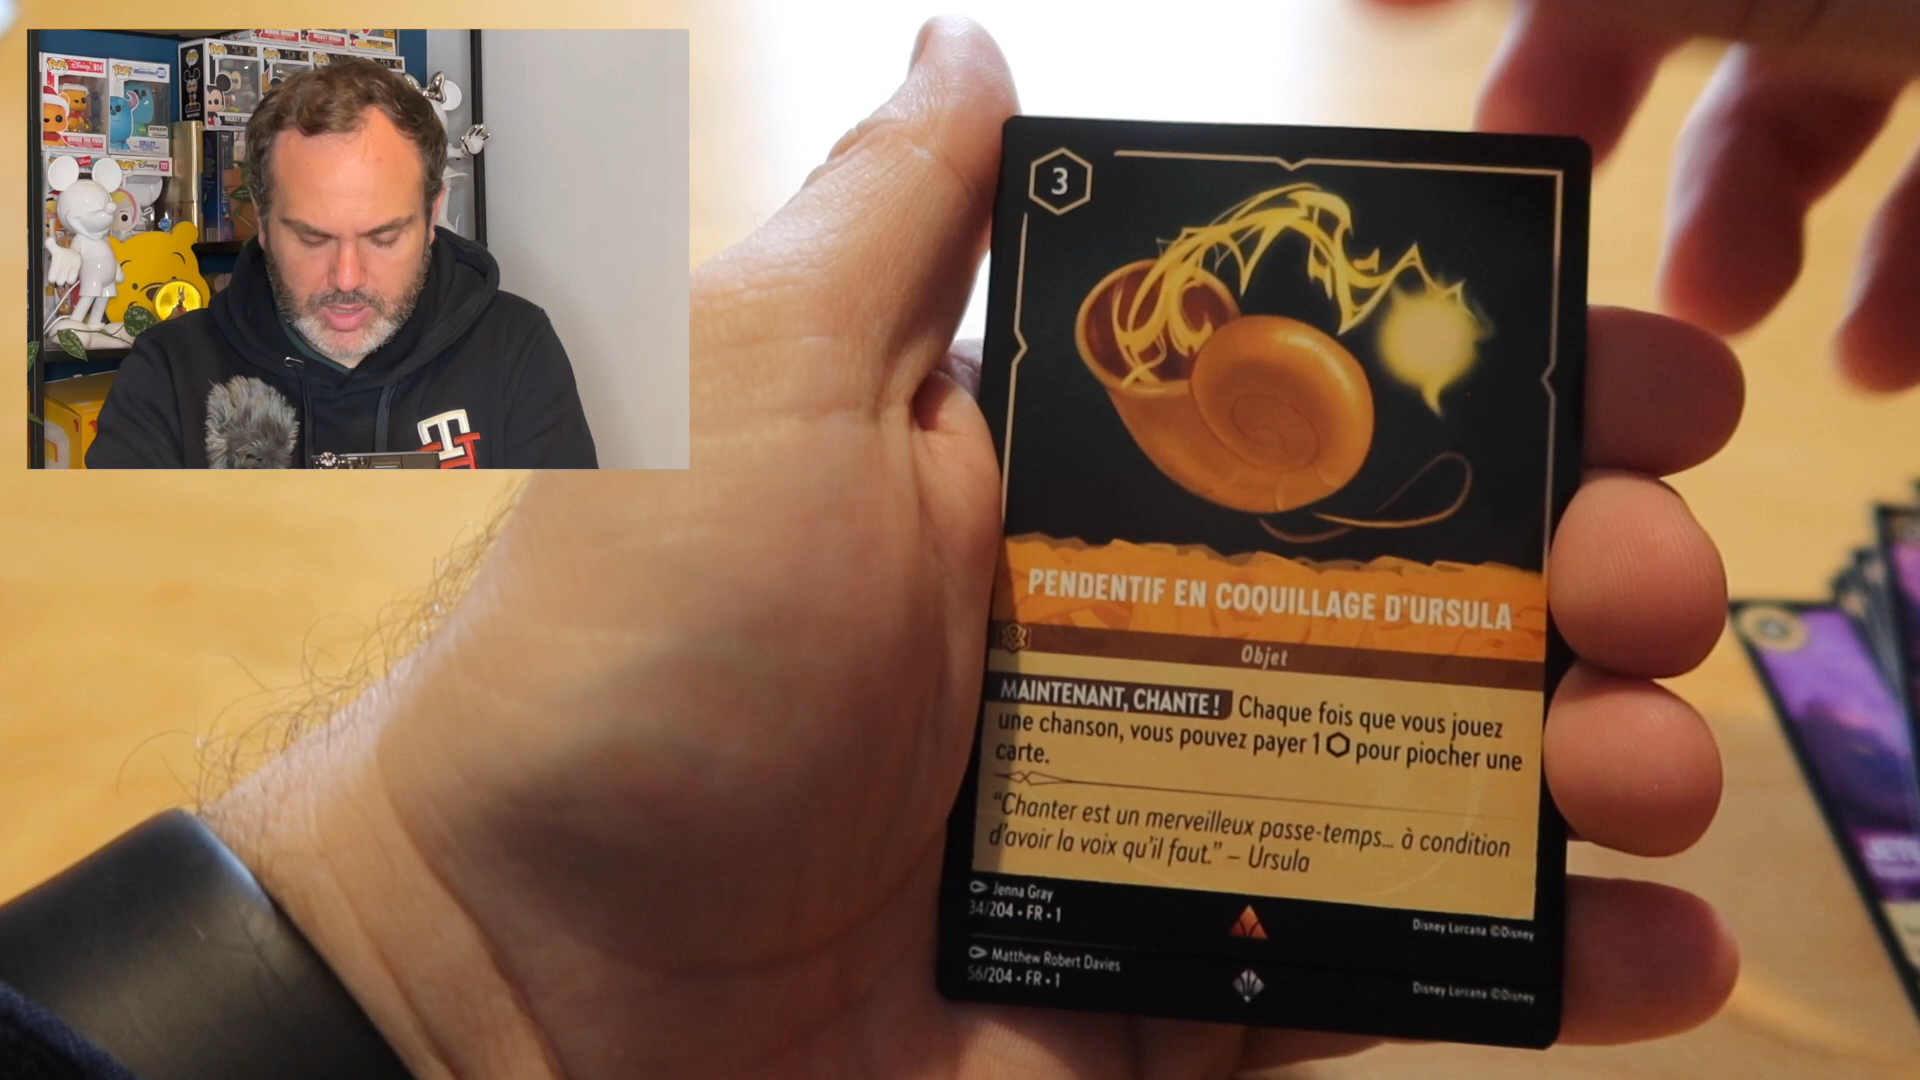 3
PENDENTIF EN COQUILLAGE D'URSULA
Objet
MAINTENANT, CHANTE ! Chaque fois que vous jouez
une chanson, vous pouvez payer 1 pour piocher une
carte.
"Chanter est un merveilleux passe-temps... à condition
d'avoir la voix qu'il faut." – Ursula
Jenna Gray
34/204 • FR • 1
Disney Lorcana ©Disney
Matthew Robert Davies
56/204 • FR • 1
Disney Lorcana ©Disney